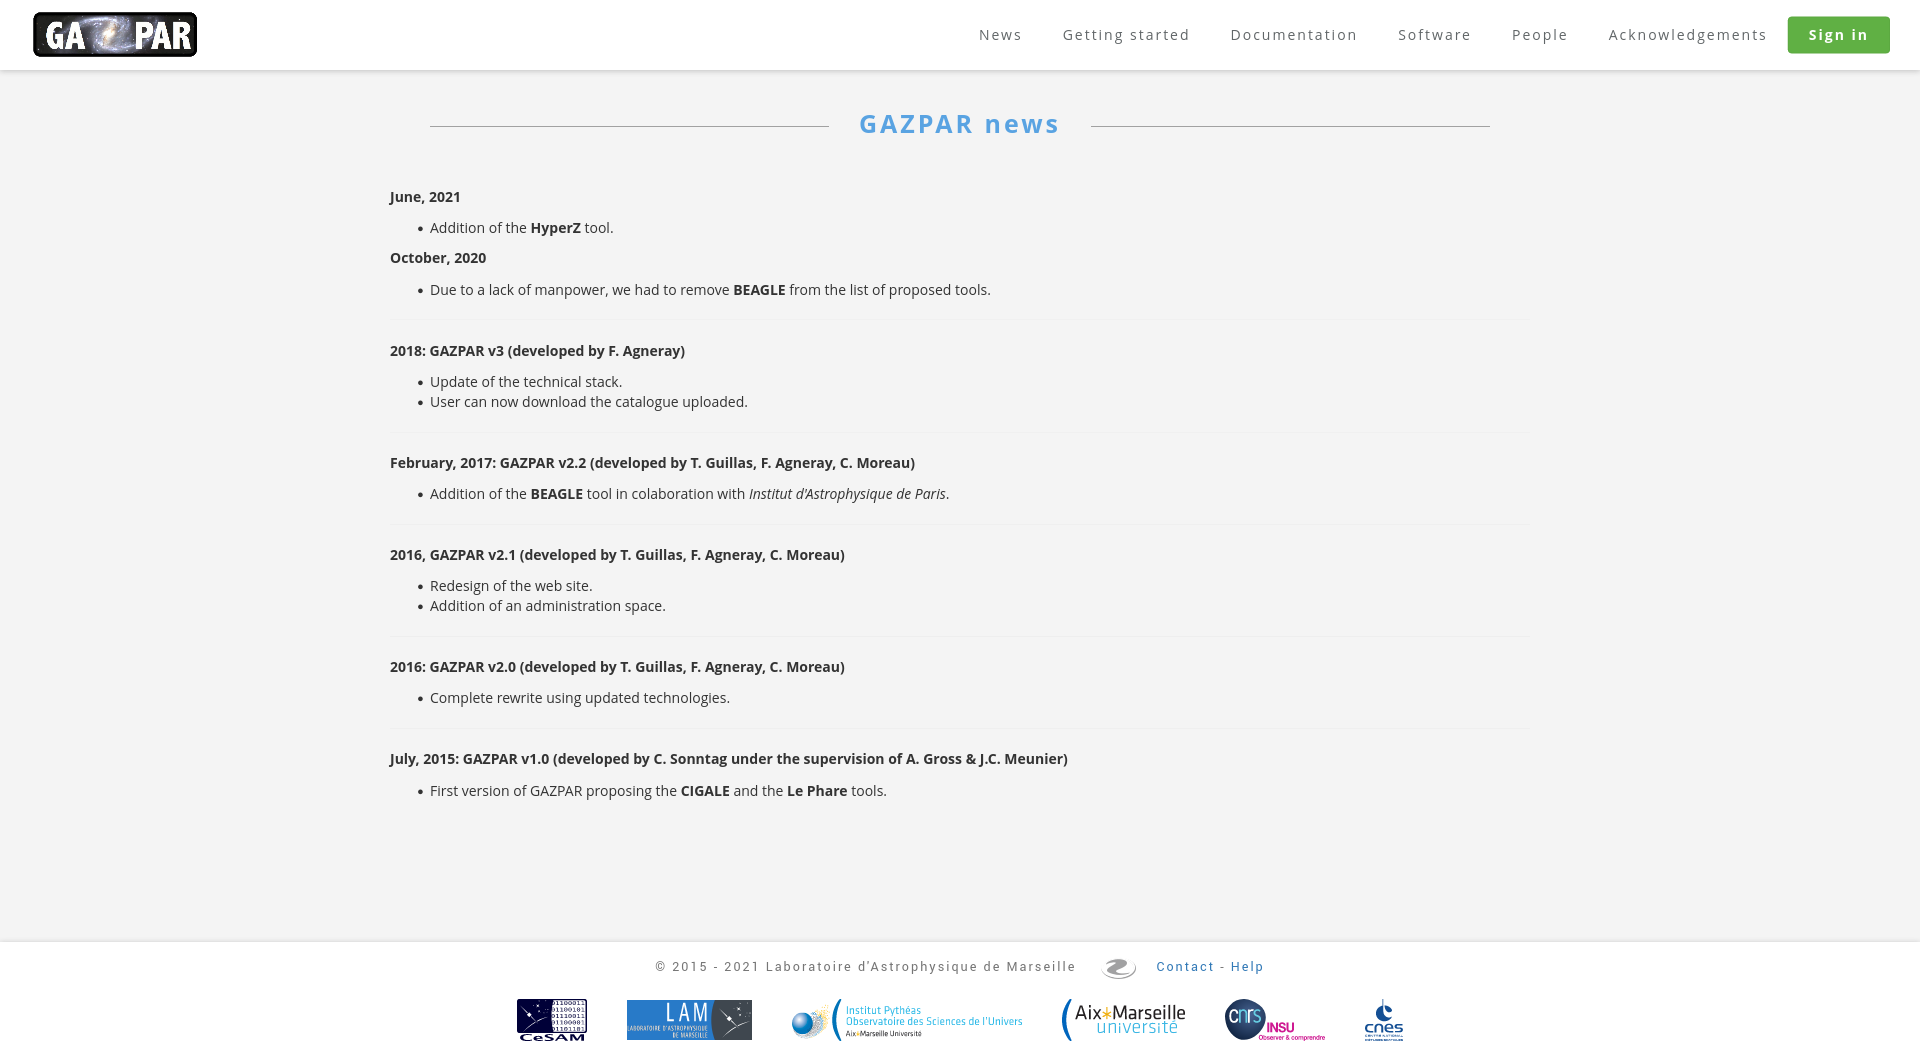 GAZPAR
News
Getting started
Documentation
Software
People
Acknowledgements
Sign in
GAZPAR news
June, 2021
• Addition of the HyperZ tool.
October, 2020
• Due to a lack of manpower, we had to remove BEAGLE from the list of proposed tools.
2018: GAZPAR v3 (developed by F. Agneray)
• Update of the technical stack.
• User can now download the catalogue uploaded.
February, 2017: GAZPAR v2.2 (developed by T. Guillas, F. Agneray, C. Moreau)
• Addition of the BEAGLE tool in colaboration with Institut d'Astrophysique de Paris.
2016, GAZPAR v2.1 (developed by T. Guillas, F. Agneray, C. Moreau)
• Redesign of the web site.
• Addition of an administration space.
2016: GAZPAR v2.0 (developed by T. Guillas, F. Agneray, C. Moreau)
• Complete rewrite using updated technologies.
July, 2015: GAZPAR v1.0 (developed by C. Sonntag under the supervision of A. Gross & J.C. Meunier)
• First version of GAZPAR proposing the CIGALE and the Le Phare tools.
© 2015 - 2021 Laboratoire d'Astrophysique de Marseille
Contact - Help
CeSAM
LAM
LABORATOIRE D'ASTROPHYSIQUE
DE MARSEILLE
Institut Pythéas
Observatoire des Sciences de l'Univers
Aix*Marseille Université
Aix*Marseille
université
cnrs
INSU
Observer & comprendre
cnes